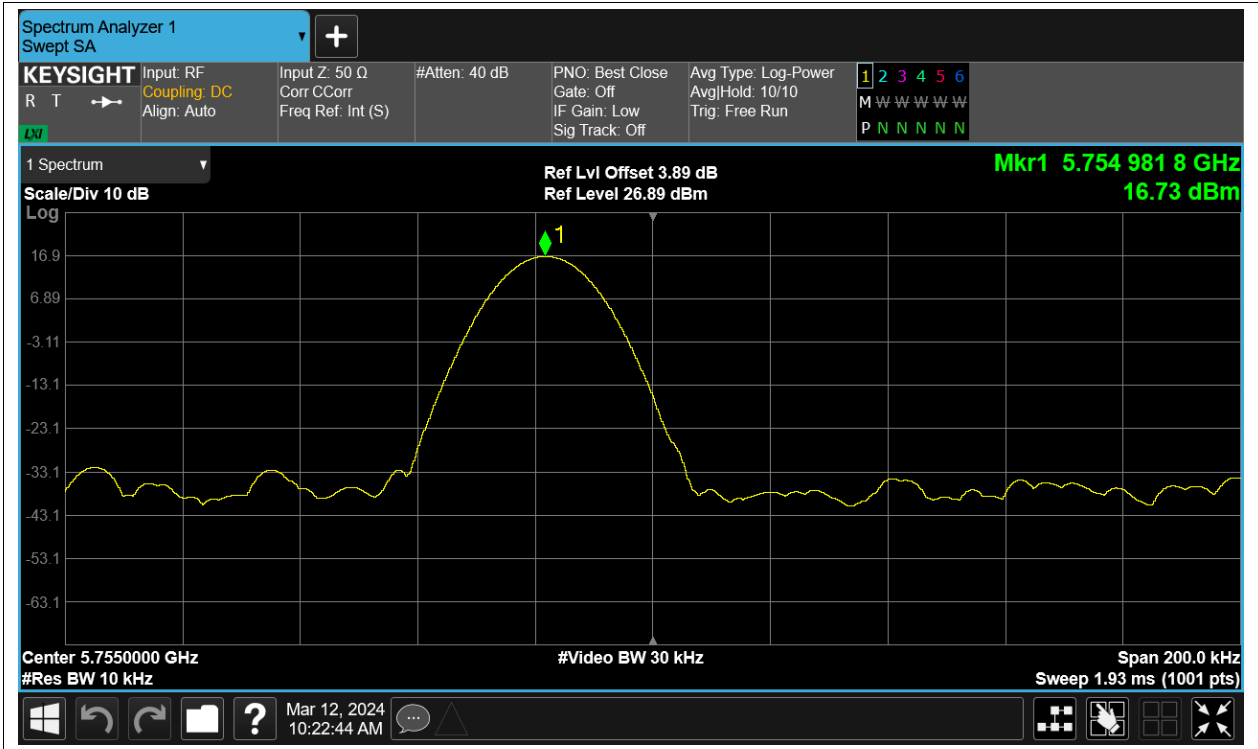 Spectrum Analyzer 1
Swept SA
KEYSIGHT
R T
LXI
Input: RF
Coupling: DC
Align: Auto
Input Z: 50 Ω
Corr CCorr
Freq Ref: Int (S)
#Atten: 40 dB
PNO: Best Close
Gate: Off
IF Gain: Low
Sig Track: Off
Avg Type: Log-Power
Avg|Hold: 10/10
Trig: Free Run
1 2 3 4 5 6
M W W W W W
P N N N N N
1 Spectrum
Scale/Div 10 dB
Log
Ref Lvl Offset 3.89 dB
Ref Level 26.89 dBm
Mkr1 5.754 981 8 GHz
16.73 dBm
1
16.9
6.89
-3.11
-13.1
-23.1
-33.1
-43.1
-53.1
-63.1
Center 5.7550000 GHz
#Video BW 30 kHz
Span 200.0 kHz
#Res BW 10 kHz
Sweep 1.93 ms (1001 pts)
?
Mar 12, 2024
10:22:44 AM